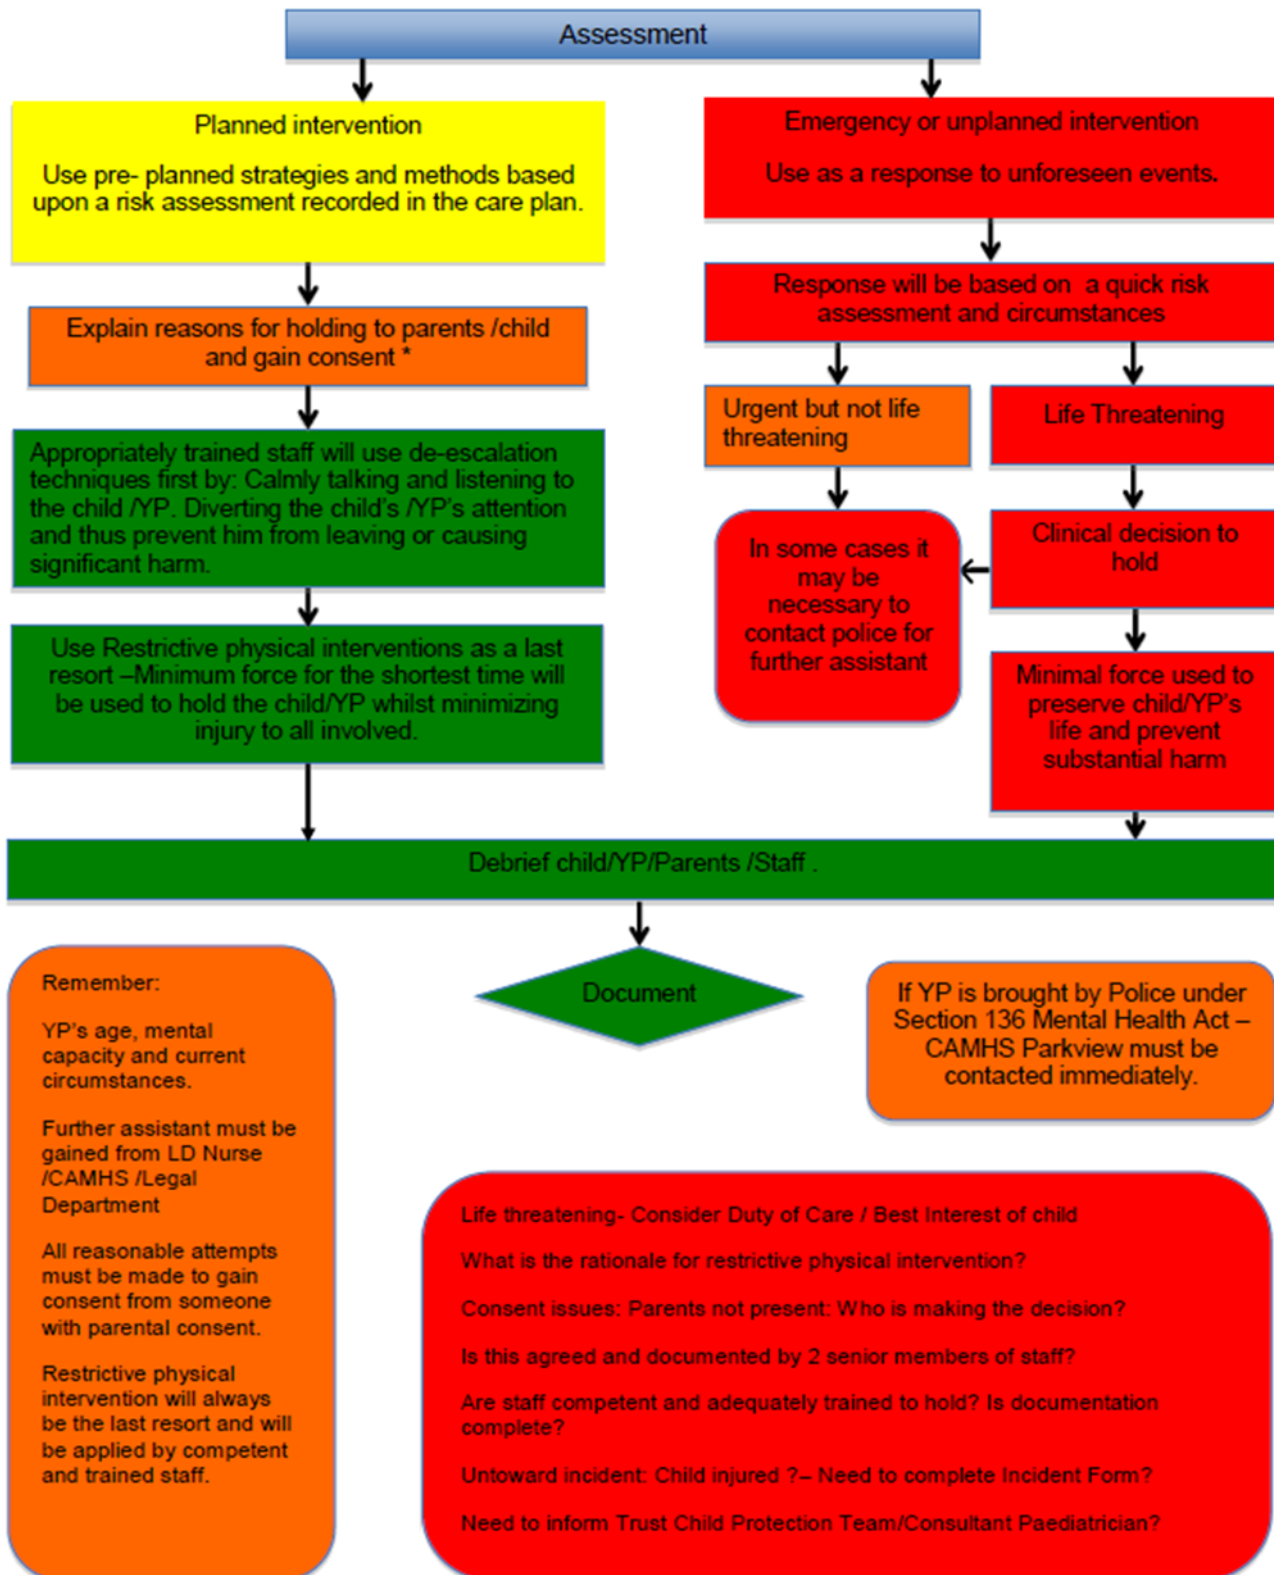 Assessment
Planned intervention
Use pre- planned strategies and methods based
upon a risk assessment recorded in the care plan.
Explain reasons for holding to parents /child
and gain consent *
Appropriately trained staff will use de-escalation
techniques first by: Calmly talking and listening to
the child /YP. Diverting the child's /YP's attention
and thus prevent him from leaving or causing
significant harm.
Use Restrictive physical interventions as a last
resort –Minimum force for the shortest time will
be used to hold the child/YP whilst minimizing
injury to all involved.
Emergency or unplanned intervention
Use as a response to unforeseen events.
Response will be based on  a quick risk
assessment and circumstances
Urgent but not life
threatening
In some cases it
may be
necessary to
contact police for
further assistant
Life Threatening
Clinical decision to
hold
Minimal force used to
preserve child/YP's
life and prevent
substantial harm
Debrief child/YP/Parents /Staff .
Document
Remember:
YP's age, mental
capacity and current
circumstances.
Further assistant must be
gained from LD Nurse
/CAMHS /Legal
Department
All reasonable attempts
must be made to gain
consent from someone
with parental consent.
Restrictive physical
intervention will always
be the last resort and will
be applied by competent
and trained staff.
If YP is brought by Police under
Section 136 Mental Health Act –
CAMHS Parkview must be
contacted immediately.
Life threatening- Consider Duty of Care / Best Interest of child
What is the rationale for restrictive physical intervention?
Consent issues: Parents not present: Who is making the decision?
Is this agreed and documented by 2 senior members of staff?
Are staff competent and adequately trained to hold? Is documentation
complete?
Untoward incident: Child injured ?– Need to complete Incident Form?
Need to inform Trust Child Protection Team/Consultant Paediatrician?